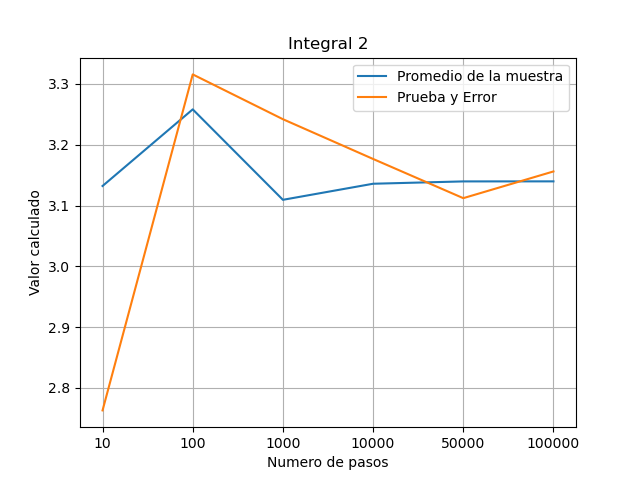 Integral 2
Promedio de la muestra
Prueba y Error
Valor calculado
3.3
3.2
3.1
3.0
2.9
2.8
10 100 1000 10000 50000 100000
Numero de pasos